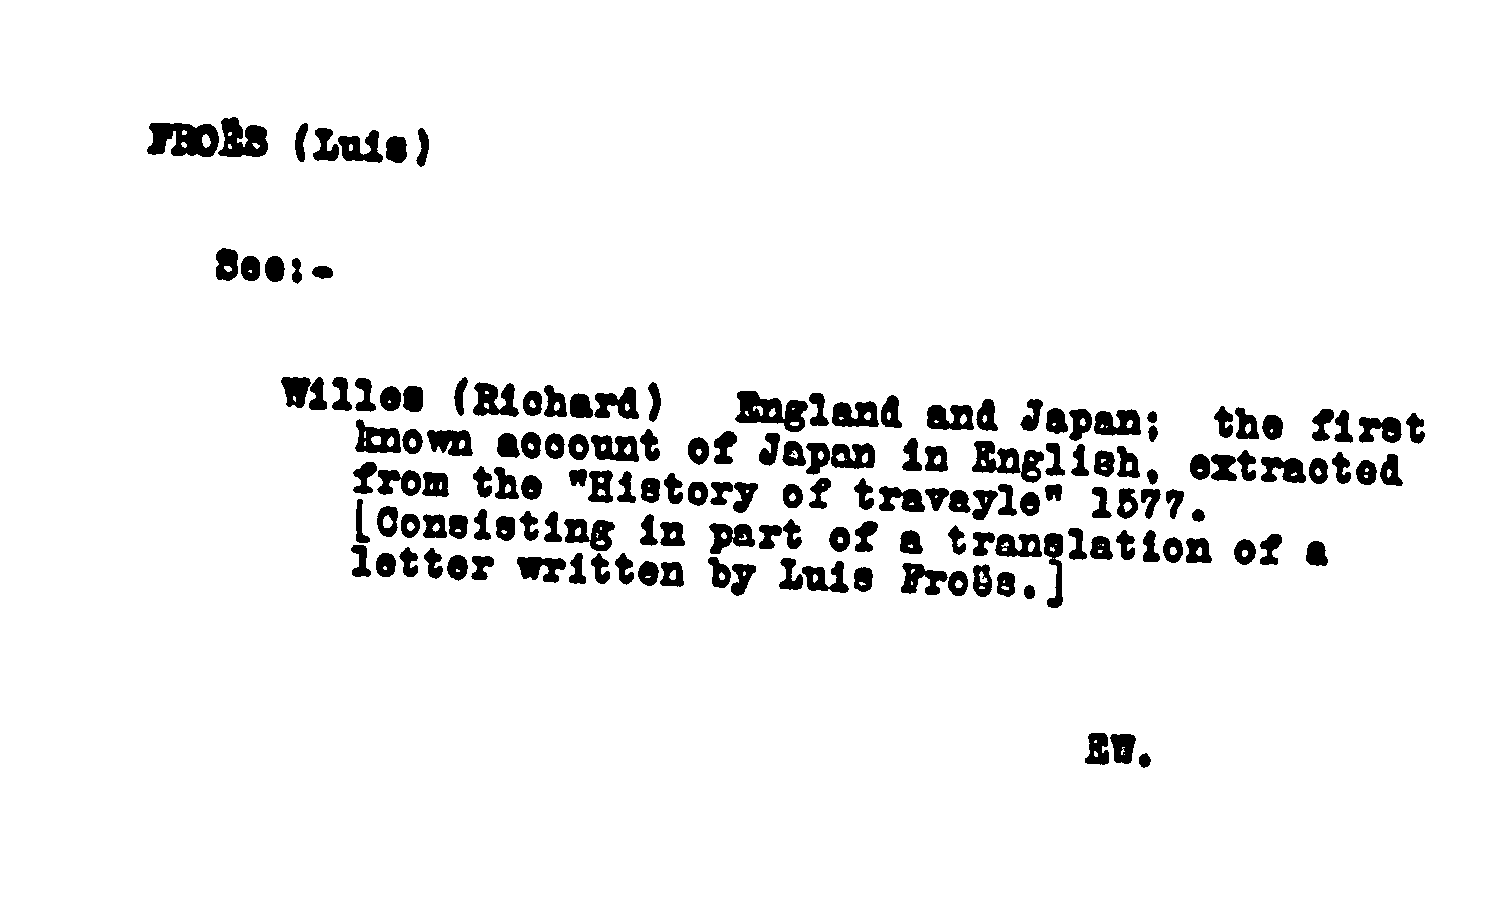 FROËS (Luis)
See:-
Willes (Richard) England and Japan; the first
known account of Japan in English, extracted
from the "History of travayle" 1577.
[Consisting in part of a translation of a
letter written by Luis Froës.]
EW.